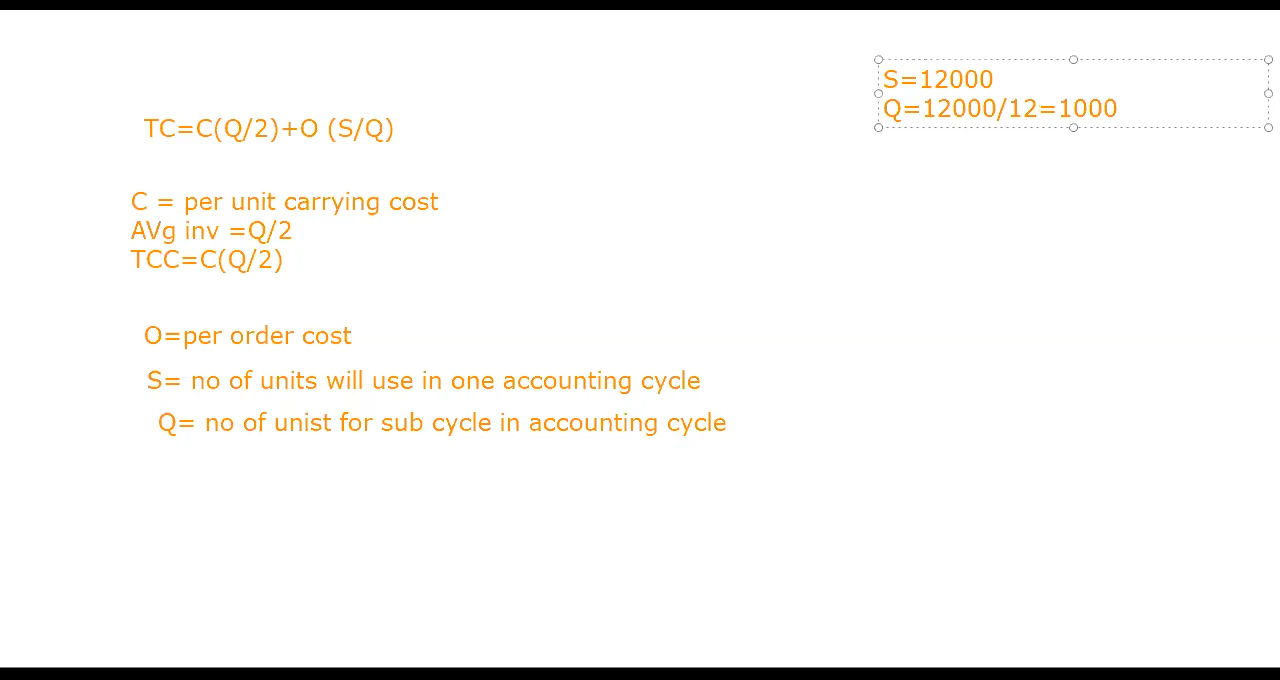 S=12000
Q=12000/12=1000
TC=C(Q/2)+O (S/Q)
C = per unit carrying cost
AVg inv =Q/2
TCC=C(Q/2)
O=per order cost
S= no of units will use in one accounting cycle
Q= no of unist for sub cycle in accounting cycle